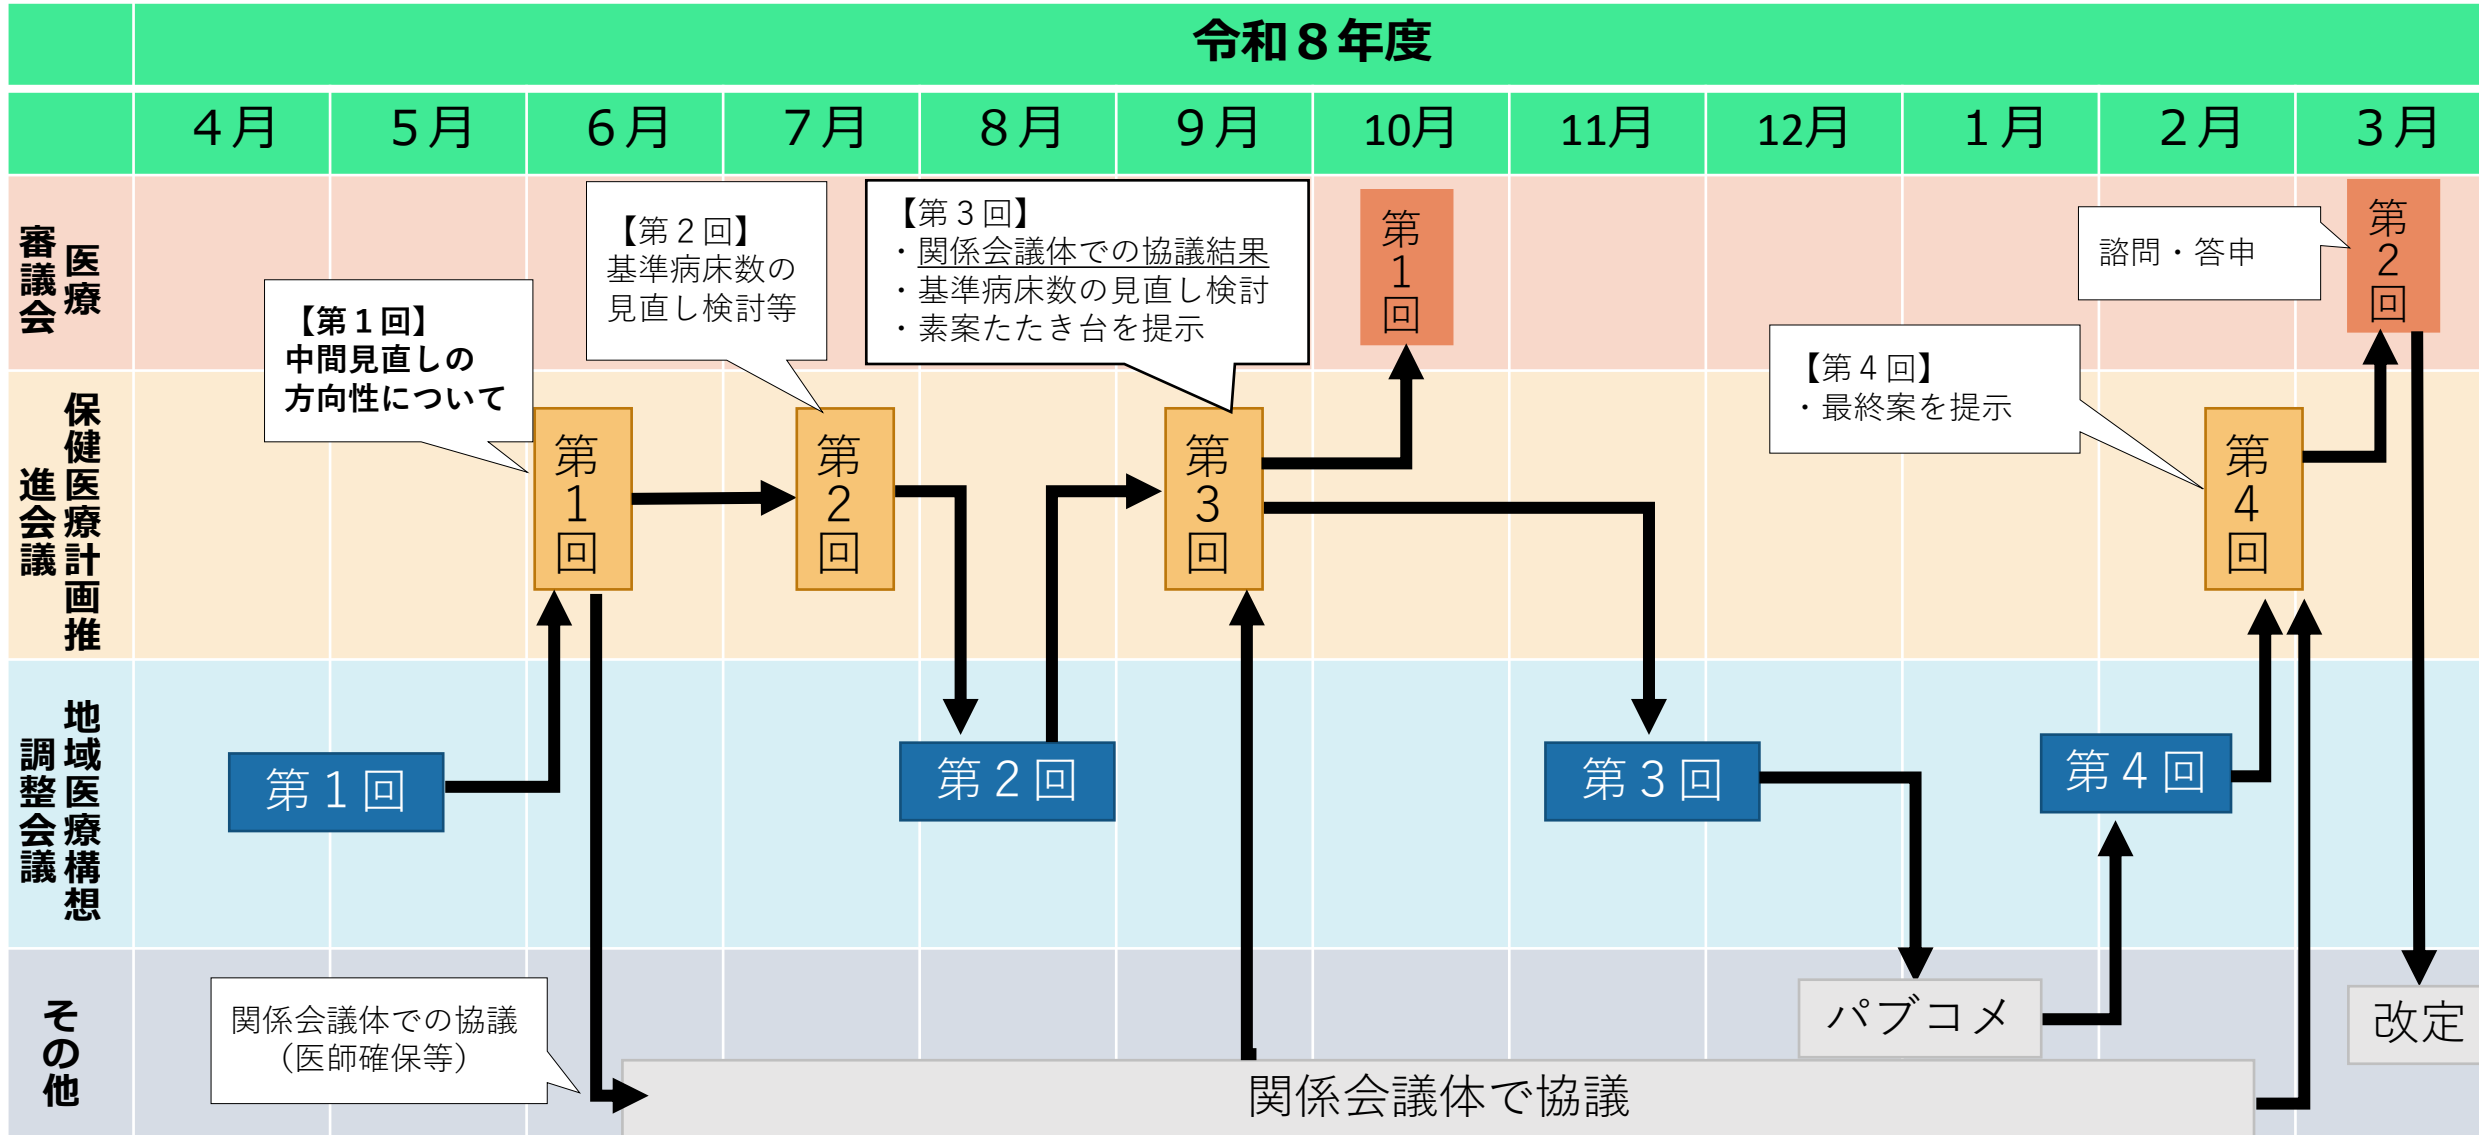 令和８年度
４月
５月
６月
７月
８月
９月
10月
11月
12月
１月
２月
３月
医療
審議会
【第２回】
基準病床数の
見直し検討等
【第３回】
・関係会議体での協議結果
・基準病床数の見直し検討
・素案たたき台を提示
第１回
諮問・答申
第２回
【第１回】
中間見直しの
方向性について
【第４回】
・最終案を提示
保健医療計画推
進会議
第１回
第２回
第３回
第４回
地域医療構想
調整会議
第１回
第２回
第３回
第４回
その他
関係会議体での協議
（医師確保等）
パブコメ
改定
関係会議体で協議